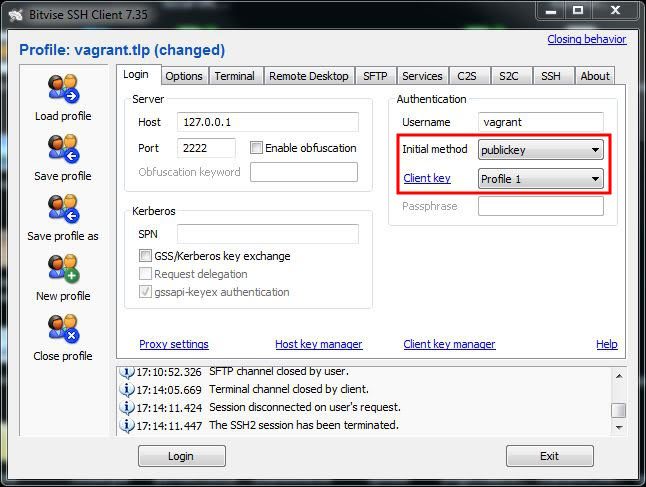 Bitvise SSH Client 7.35
Profile: vagrant.tlp (changed)
Closing behavior
Load profile
Save profile
Save profile as
New profile
Close profile
Login Options Terminal Remote Desktop SFTP Services C2S S2C SSH About
Server
Host 127.0.0.1
Port 2222 Enable obfuscation
Obfuscation keyword
Kerberos
SPN
GSS/Kerberos key exchange
Request delegation
gssapi-keyex authentication
Authentication
Username vagrant
Initial method publickey
Client key Profile 1
Passphrase
Proxy settings Host key manager Client key manager Help
17:10:52.326 SFTP channel closed by user.
17:14:05.669 Terminal channel closed by client.
17:14:11.424 Session disconnected on user's request.
17:14:11.447 The SSH2 session has been terminated.
Login Exit